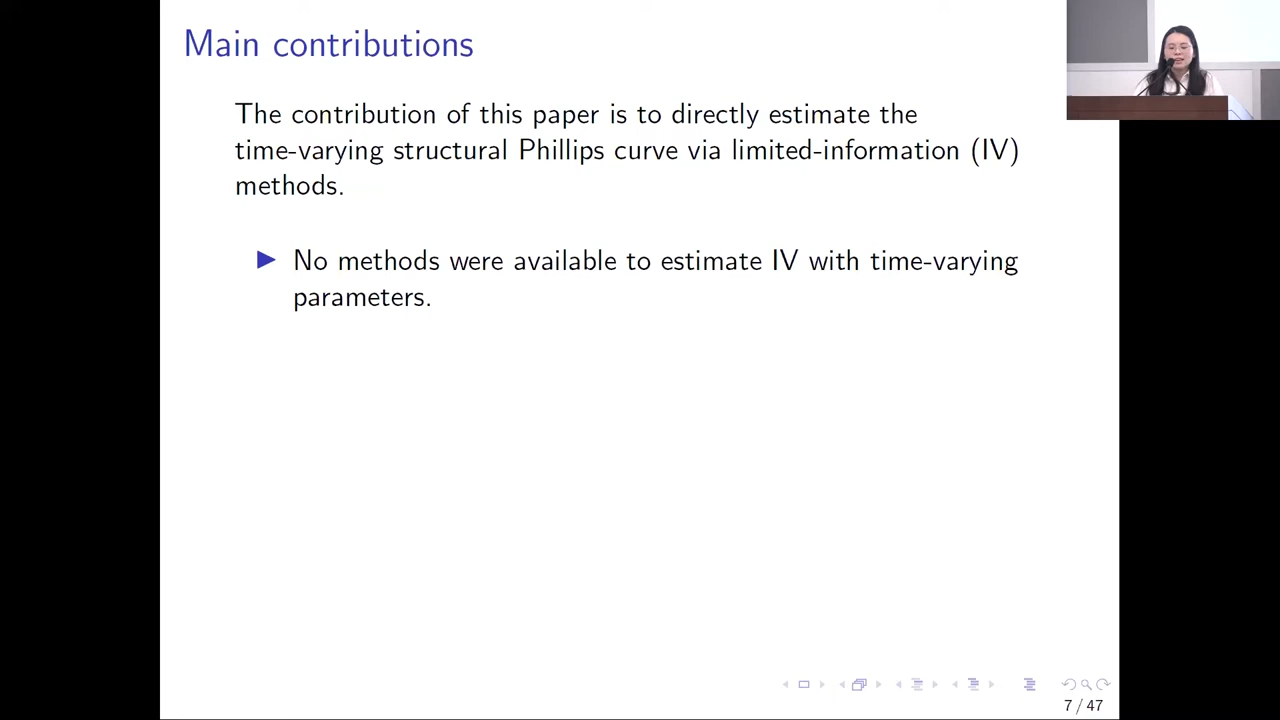 Main contributions
The contribution of this paper is to directly estimate the
time-varying structural Phillips curve via limited-information (IV)
methods.
No methods were available to estimate IV with time-varying
parameters.
7 / 47